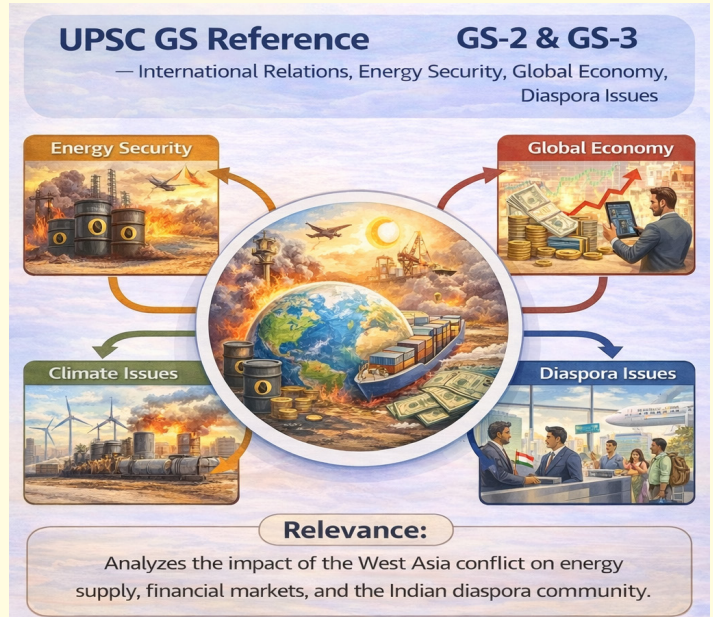 UPSC GS Reference
GS-2 & GS-3
— International Relations, Energy Security, Global Economy,
Diaspora Issues
Energy Security
Global Economy
Climate Issues
Diaspora Issues
Relevance:
Analyzes the impact of the West Asia conflict on energy
supply, financial markets, and the Indian diaspora community.